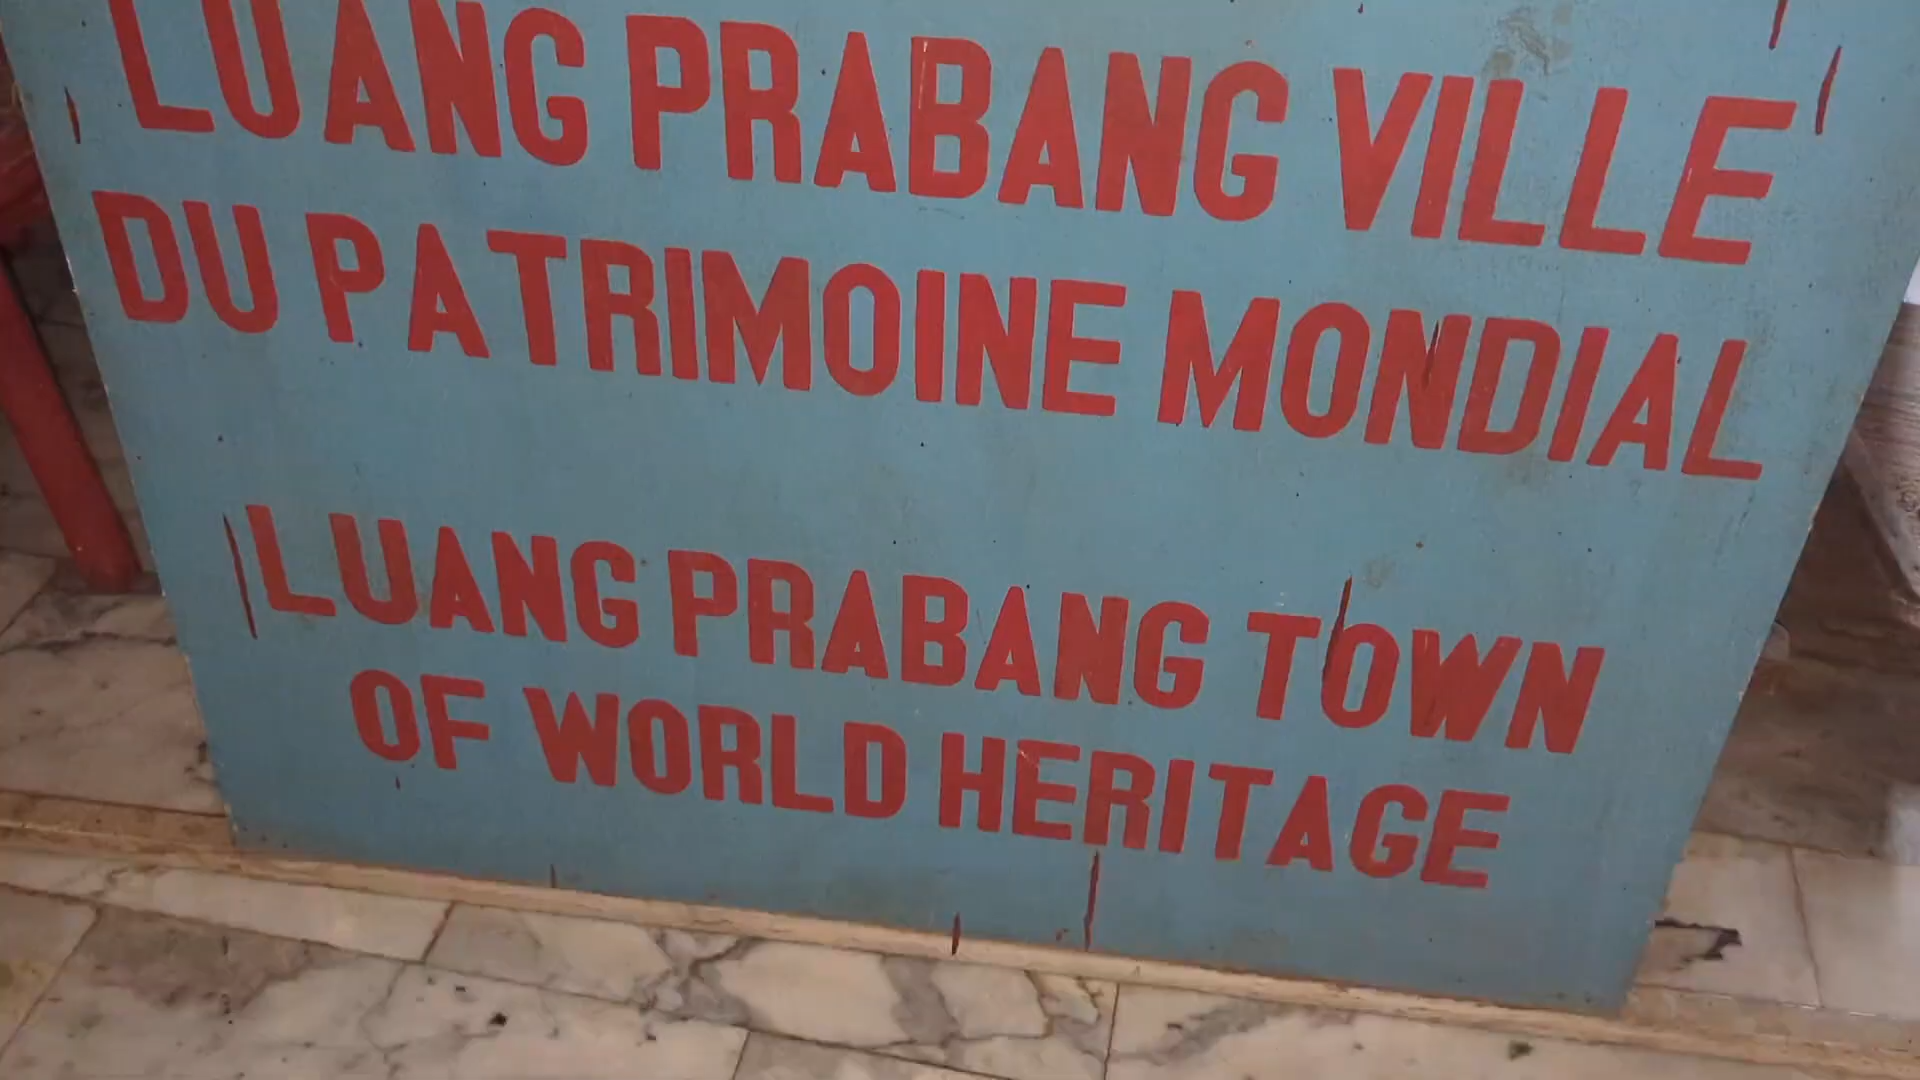 LUANG PRABANG VILLE
DU PATRIMOINE MONDIAL
LUANG PRABANG TOWN
OF WORLD HERITAGE